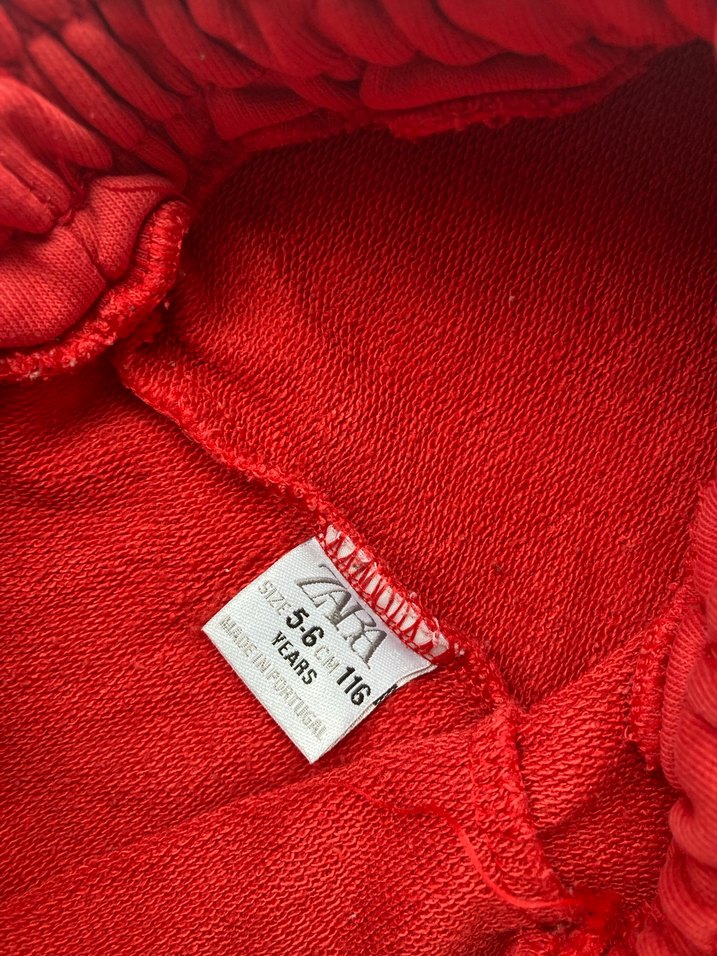 ZARA
SIZE 5-6 CM 116
YEARS
MADE IN PORTUGAL